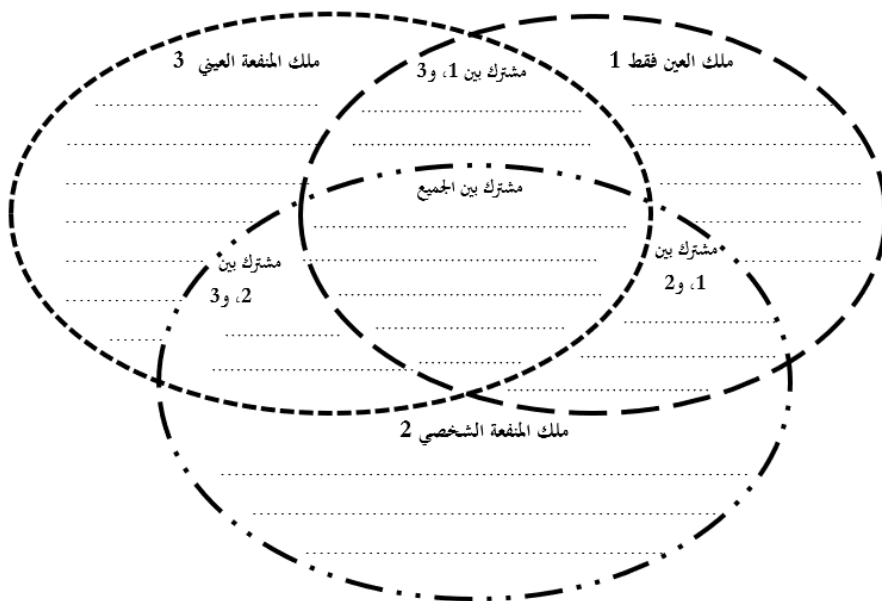 ملك العين فقط 1
ملك المنفعة العيني 3
مشترك بين 1، و3
مشترك بين الجميع
مشترك بين
1، و2
مشترك بين
2، و3
ملك المنفعة الشخصي 2